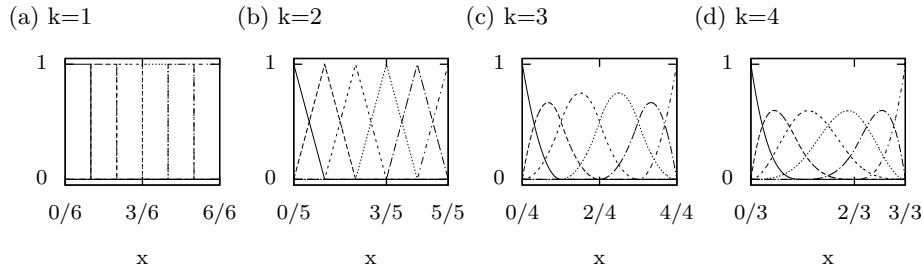 (a) k=1 (b) k=2 (c) k=3 (d) k=4
1 1 1 1
0 0 0 0
0/6 3/6 6/6 0/5 3/5 5/5 0/4 2/4 4/4 0/3 2/3 3/3
x x x x